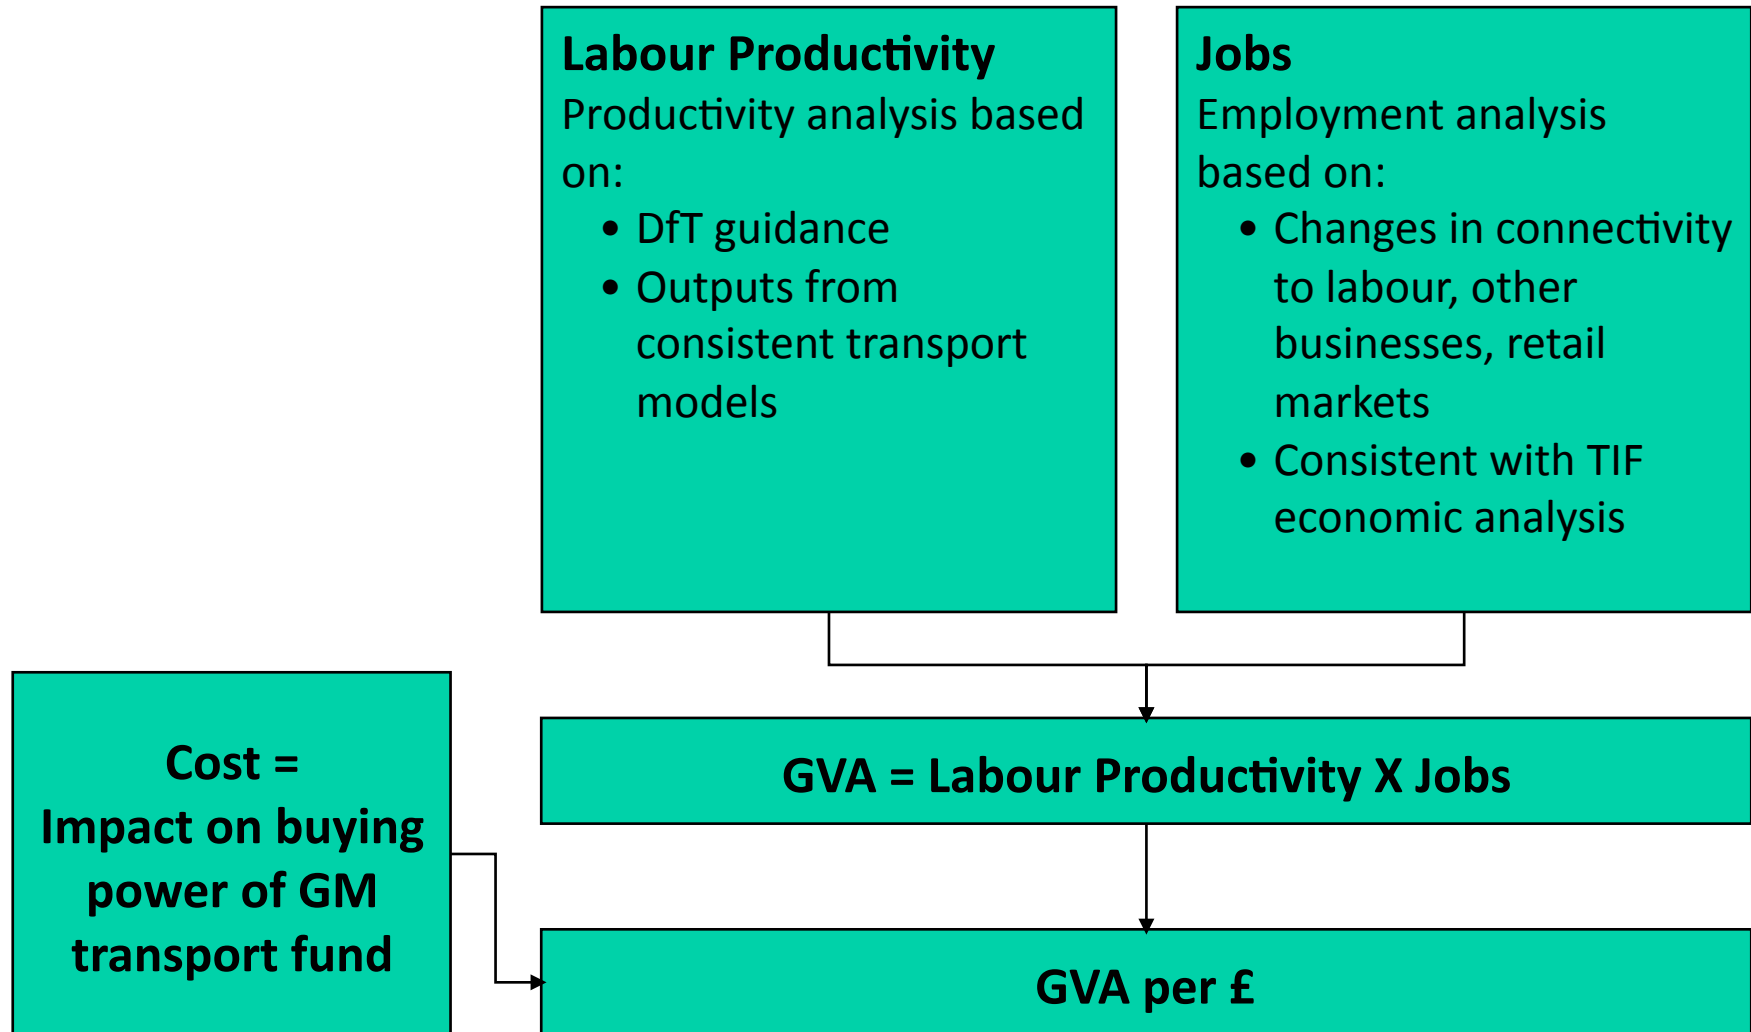 Labour Productivity
Productivity analysis based
on:
• DfT guidance
• Outputs from
consistent transport
models
Jobs
Employment analysis
based on:
• Changes in connectivity
to labour, other
businesses, retail
markets
• Consistent with TIF
economic analysis
Cost =
Impact on buying
power of GM
transport fund
GVA = Labour Productivity X Jobs
GVA per £